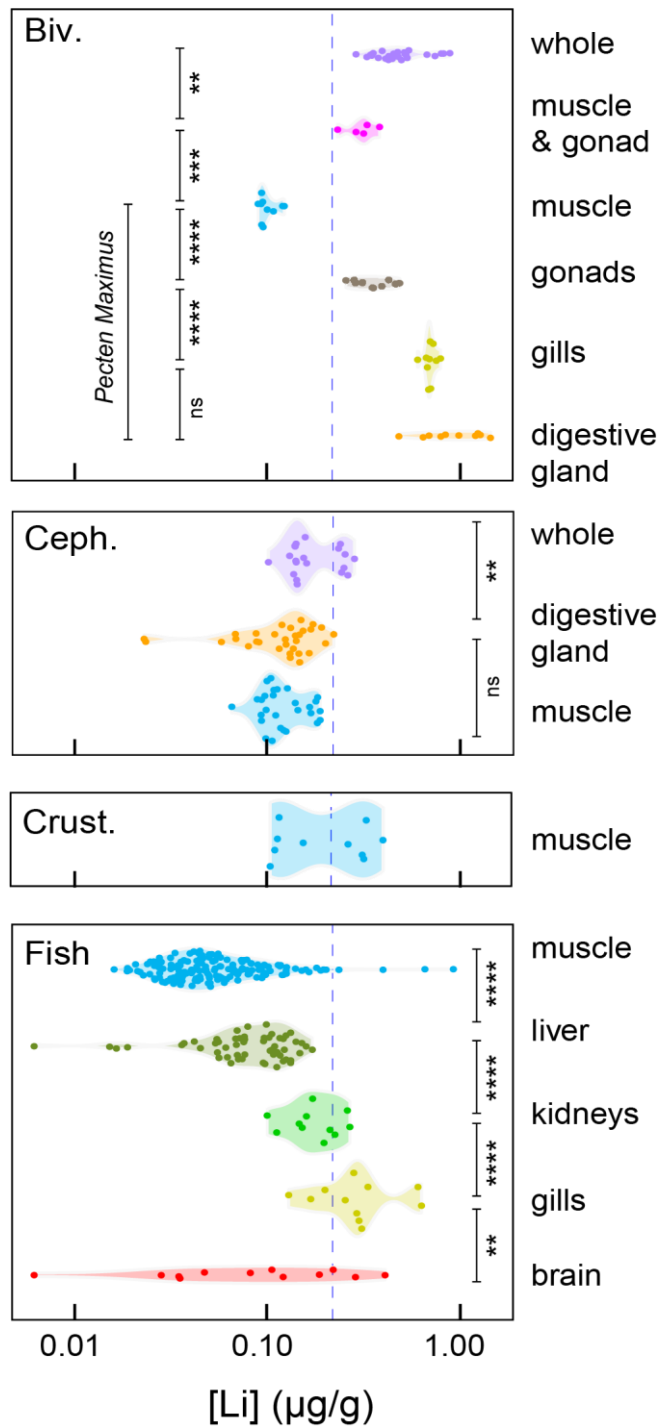 Biv.
whole
**
muscle
& gonad
***
muscle
****
Pecten Maximus
gonads
****
gills
ns
digestive
gland
Ceph.
whole
**
digestive
gland
ns
muscle
Crust.
muscle
Fish
muscle
****
liver
****
kidneys
****
gills
**
brain
0.01
0.10
1.00
[Li] (µg/g)